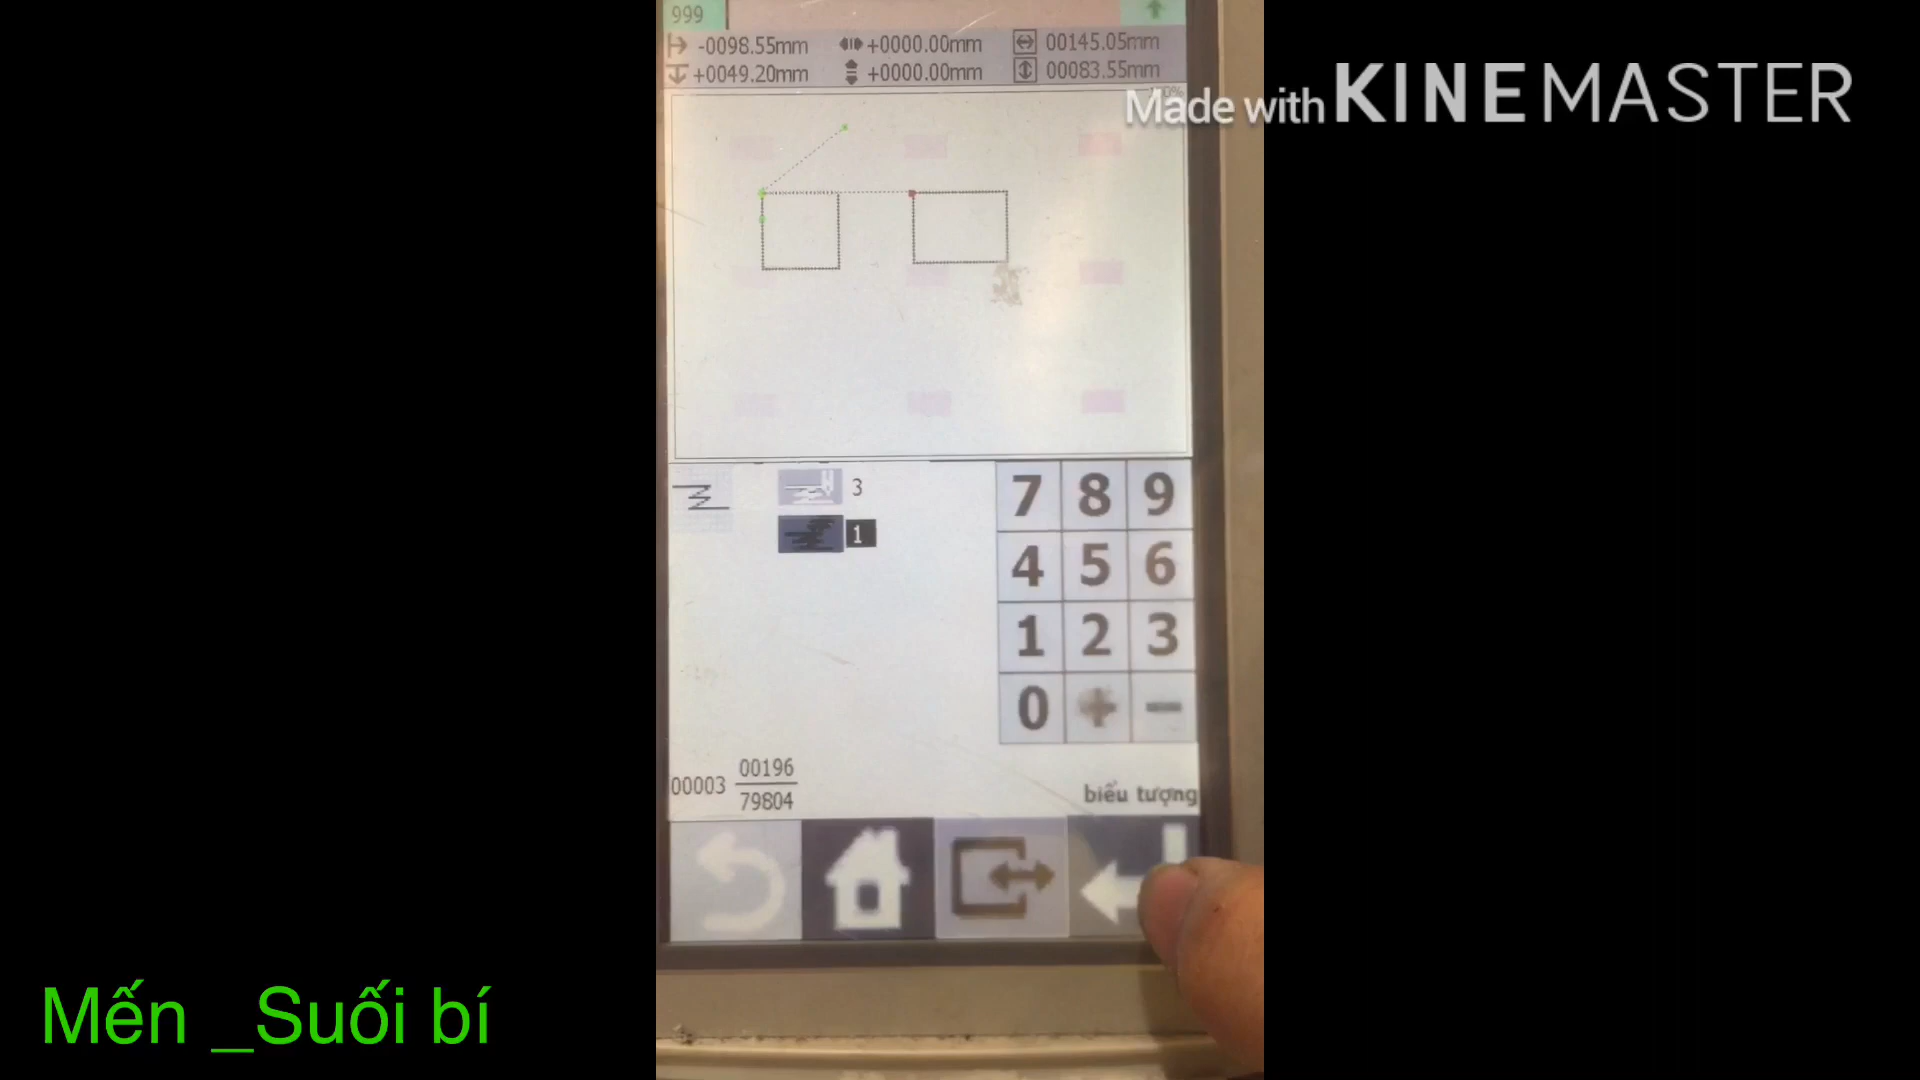 999
-0098.55mm +0000.00mm 00145.05mm
+0049.20mm +0000.00mm 00083.55mm
Made with KINEMASTER
3
1
7 8 9
4 5 6
1 2 3
0 + −
00196
00003
79804
biểu tượng
Mến _Suối bí